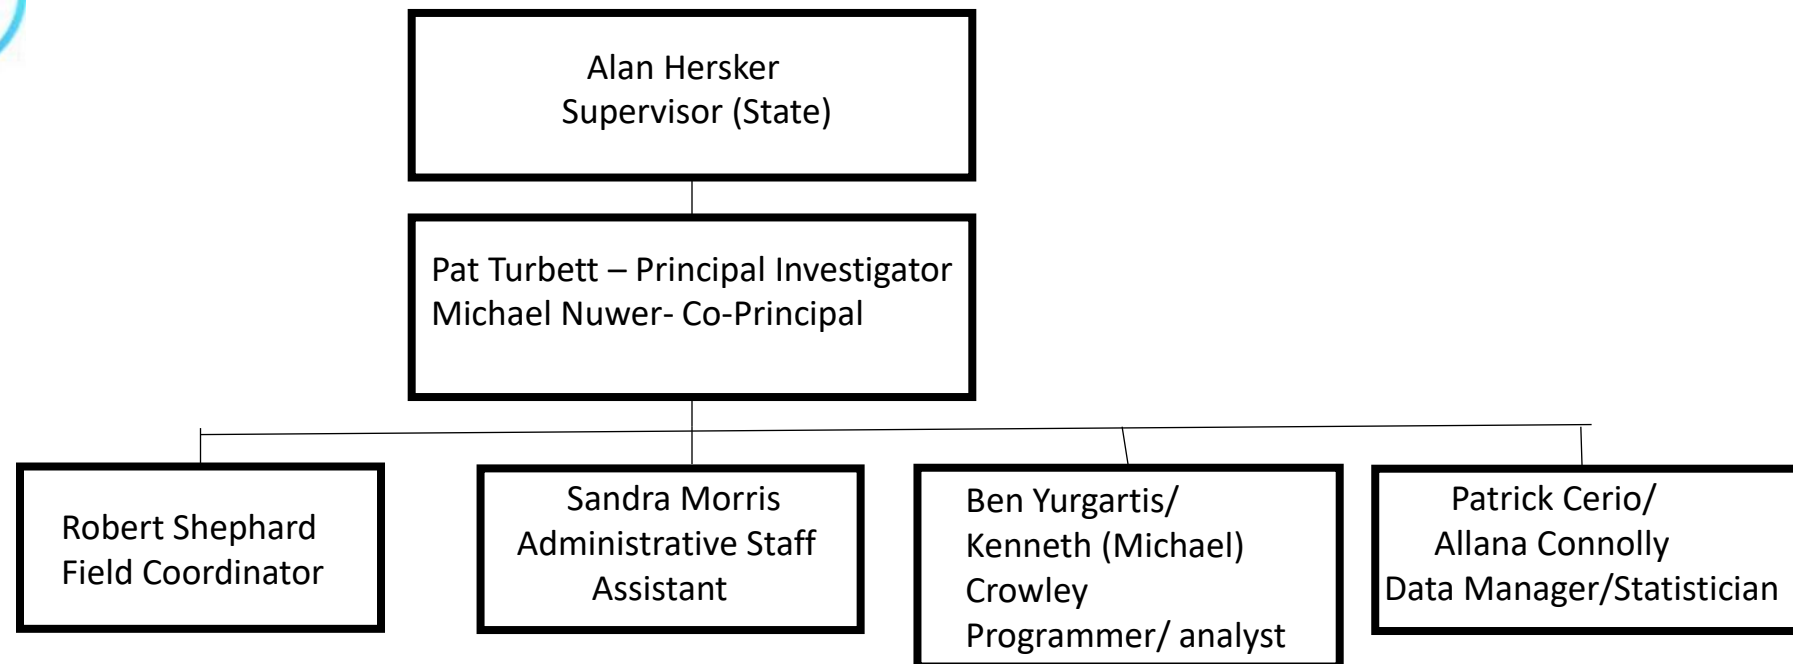 Alan Hersker
Supervisor (State)
Pat Turbett – Principal Investigator
Michael Nuwer- Co-Principal
Robert Shephard
Field Coordinator
Sandra Morris
Administrative Staff
Assistant
Ben Yurgartis/
Kenneth (Michael)
Crowley
Programmer/ analyst
Patrick Cerio/
Allana Connolly
Data Manager/Statistician